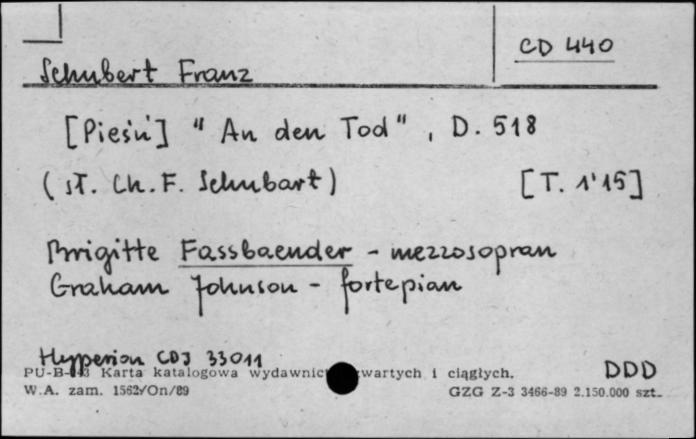 CD 440
Schubert Franz
[Pieśń] "An den Tod", D. 518
(sł. Ch. F. Schubart) [T. 1'15]
Brigitte Fassbaender - mezzosopran
Graham Johnson - fortepian
Hyperion CDJ 33011 DDD
Karta katalogowa wydawnict zwartych i ciągłych.
W.A. zam. 1562/On/89 GZG Z-3 3466-89 2.150.000 szt.